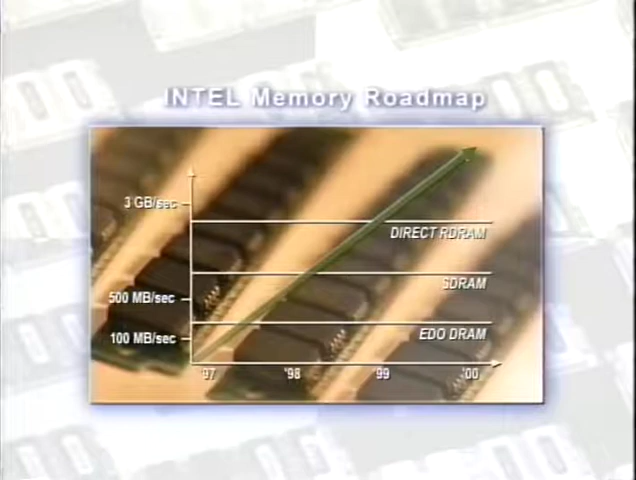 INTEL Memory Roadmap
3 GB/sec
DIRECT RDRAM
SDRAM
500 MB/sec
EDO DRAM
100 MB/sec
'97 '98 '99 '00